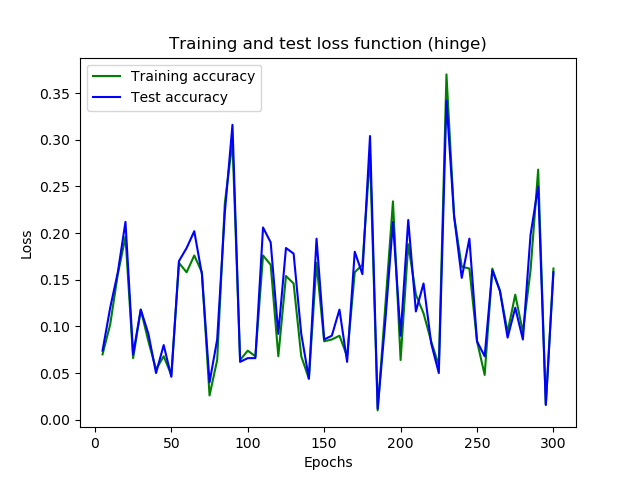 Training and test loss function (hinge)
Training accuracy
Test accuracy
Loss
0.35
0.30
0.25
0.20
0.15
0.10
0.05
0.00
0 50 100 150 200 250 300
Epochs